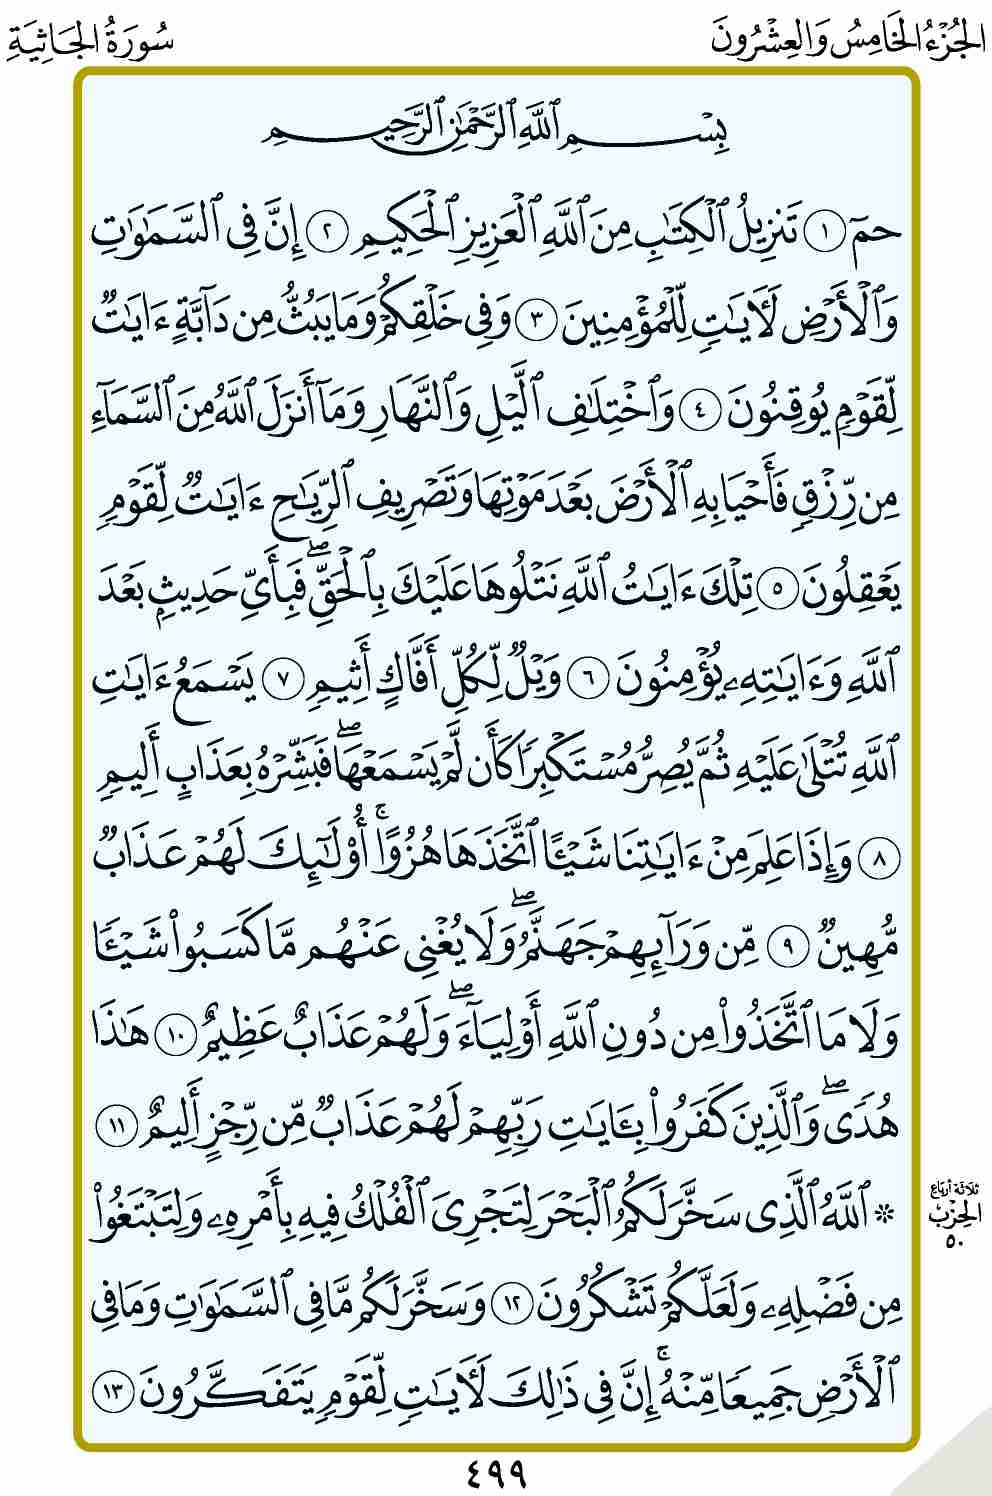 الجُزْءُ الخَامِسُ وَالعِشْرُونَ
سُورَةُ الجَاثِيَةِ
بِسْمِ ٱللَّهِ ٱلرَّحْمَٰنِ ٱلرَّحِيمِ
حمٓ ١ تَنزِيلُ ٱلْكِتَٰبِ مِنَ ٱللَّهِ ٱلْعَزِيزِ ٱلْحَكِيمِ ٢ إِنَّ فِى ٱلسَّمَٰوَٰتِ
وَٱلْأَرْضِ لَـَٔايَٰتٍ لِّلْمُؤْمِنِينَ ٣ وَفِى خَلْقِكُمْ وَمَا يَبُثُّ مِن دَآبَّةٍ ءَايَٰتٌ
لِّقَوْمٍ يُوقِنُونَ ٤ وَٱخْتِلَٰفِ ٱلَّيْلِ وَٱلنَّهَارِ وَمَآ أَنزَلَ ٱللَّهُ مِنَ ٱلسَّمَآءِ
مِن رِّزْقٍ فَأَحْيَا بِهِ ٱلْأَرْضَ بَعْدَ مَوْتِهَا وَتَصْرِيفِ ٱلرِّيَٰحِ ءَايَٰتٌ لِّقَوْمٍ
يَعْقِلُونَ ٥ تِلْكَ ءَايَٰتُ ٱللَّهِ نَتْلُوهَا عَلَيْكَ بِٱلْحَقِّ ۖ فَبِأَىِّ حَدِيثٍۭ بَعْدَ
ٱللَّهِ وَءَايَٰتِهِۦ يُؤْمِنُونَ ٦ وَيْلٌ لِّكُلِّ أَفَّاكٍ أَثِيمٍ ٧ يَسْمَعُ ءَايَٰتِ
ٱللَّهِ تُتْلَىٰ عَلَيْهِ ثُمَّ يُصِرُّ مُسْتَكْبِرًا كَأَن لَّمْ يَسْمَعْهَا ۖ فَبَشِّرْهُ بِعَذَابٍ أَلِيمٍ
٨ وَإِذَا عَلِمَ مِنْ ءَايَٰتِنَا شَيْـًٔا ٱتَّخَذَهَا هُزُوًا ۚ أُو۟لَٰٓئِكَ لَهُمْ عَذَابٌ
مُّهِينٌ ٩ مِّن وَرَآئِهِمْ جَهَنَّمُ ۖ وَلَا يُغْنِى عَنْهُم مَّا كَسَبُوا۟ شَيْـًٔا
وَلَا مَا ٱتَّخَذُوا۟ مِن دُونِ ٱللَّهِ أَوْلِيَآءَ ۖ وَلَهُمْ عَذَابٌ عَظِيمٌ ١٠ هَٰذَا
هُدًى ۖ وَٱلَّذِينَ كَفَرُوا۟ بِـَٔايَٰتِ رَبِّهِمْ لَهُمْ عَذَابٌ مِّن رِّجْزٍ أَلِيمٌ ١١
۞ ٱللَّهُ ٱلَّذِى سَخَّرَ لَكُمُ ٱلْبَحْرَ لِتَجْرِىَ ٱلْفُلْكُ فِيهِ بِأَمْرِهِۦ وَلِتَبْتَغُوا۟
مِن فَضْلِهِۦ وَلَعَلَّكُمْ تَشْكُرُونَ ١٢ وَسَخَّرَ لَكُم مَّا فِى ٱلسَّمَٰوَٰتِ وَمَا فِى
ٱلْأَرْضِ جَمِيعًا مِّنْهُ ۚ إِنَّ فِى ذَٰلِكَ لَـَٔايَٰتٍ لِّقَوْمٍ يَتَفَكَّرُونَ ١٣
ثلاثة أرباع
الحِزْبُ
٥٠
٤٩٩